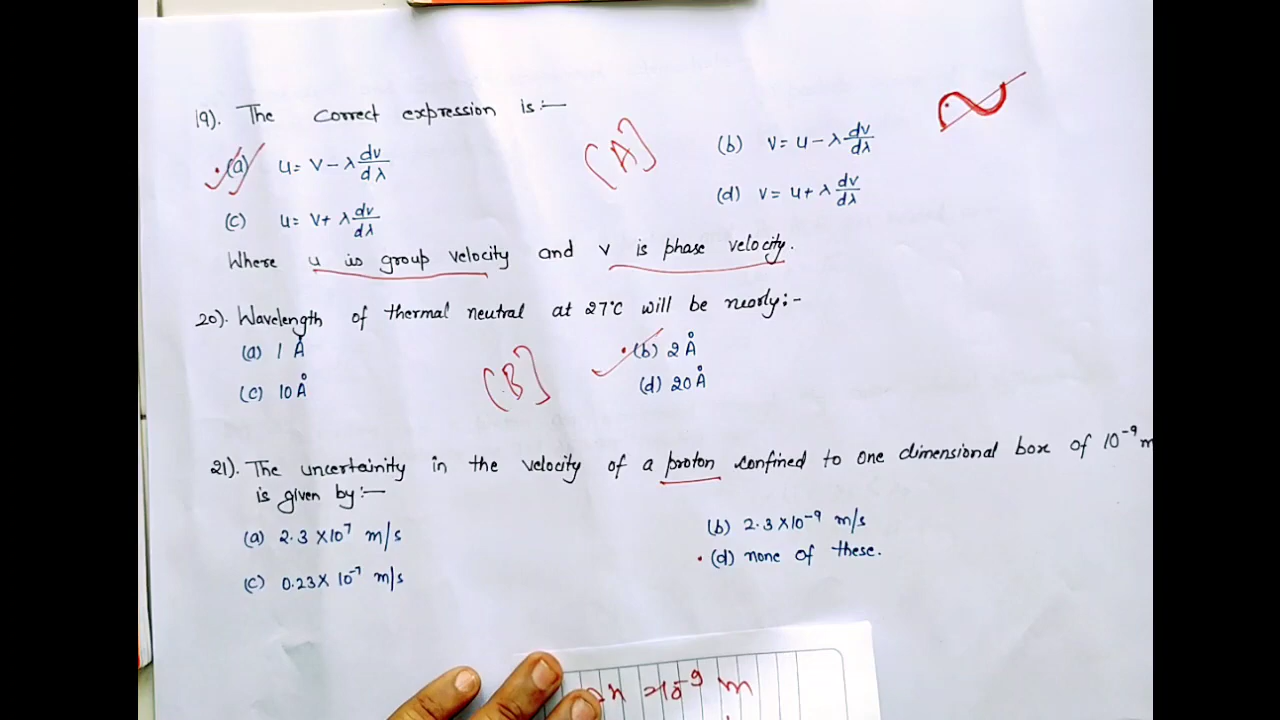 19). The correct expression is :—
(a) u = v - λ dv/dλ
[A]
(b) v = u - λ dv/dλ
(c) u = v + λ dv/dλ
(d) v = u + λ dv/dλ
Where u is group velocity and v is phase velocity.
20). Wavelength of thermal neutral at 27°C will be nearly :-
(a) 1 Å
(b) 2 Å
(c) 10 Å
[B]
(d) 20 Å
21). The uncertainity in the velocity of a proton confined to one dimensional box of 10⁻⁹ m
is given by :—
(a) 2.3 × 10⁷ m/s
(b) 2.3 × 10⁻⁹ m/s
(c) 0.23 × 10⁻⁷ m/s
(d) none of these.
= 10⁻⁹ m